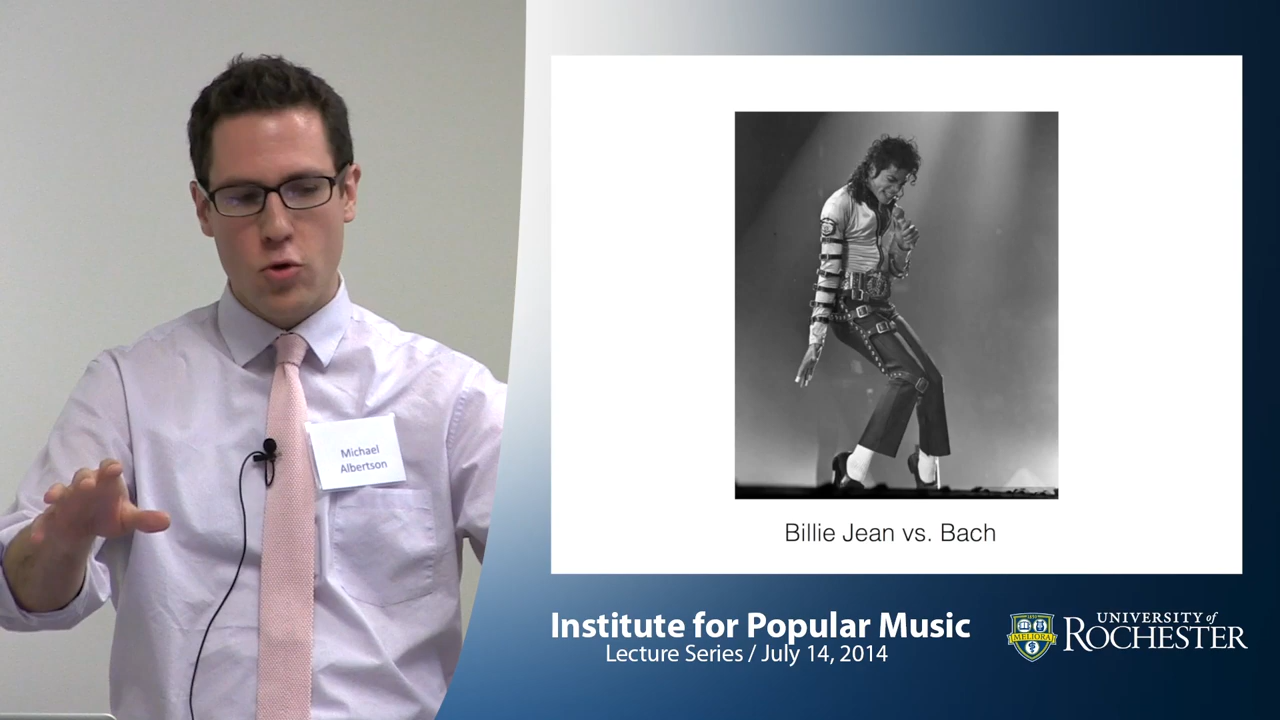 Michael
Albertson
Billie Jean vs. Bach
Institute for Popular Music
Lecture Series / July 14, 2014
MELIORA
UNIVERSITY of
ROCHESTER